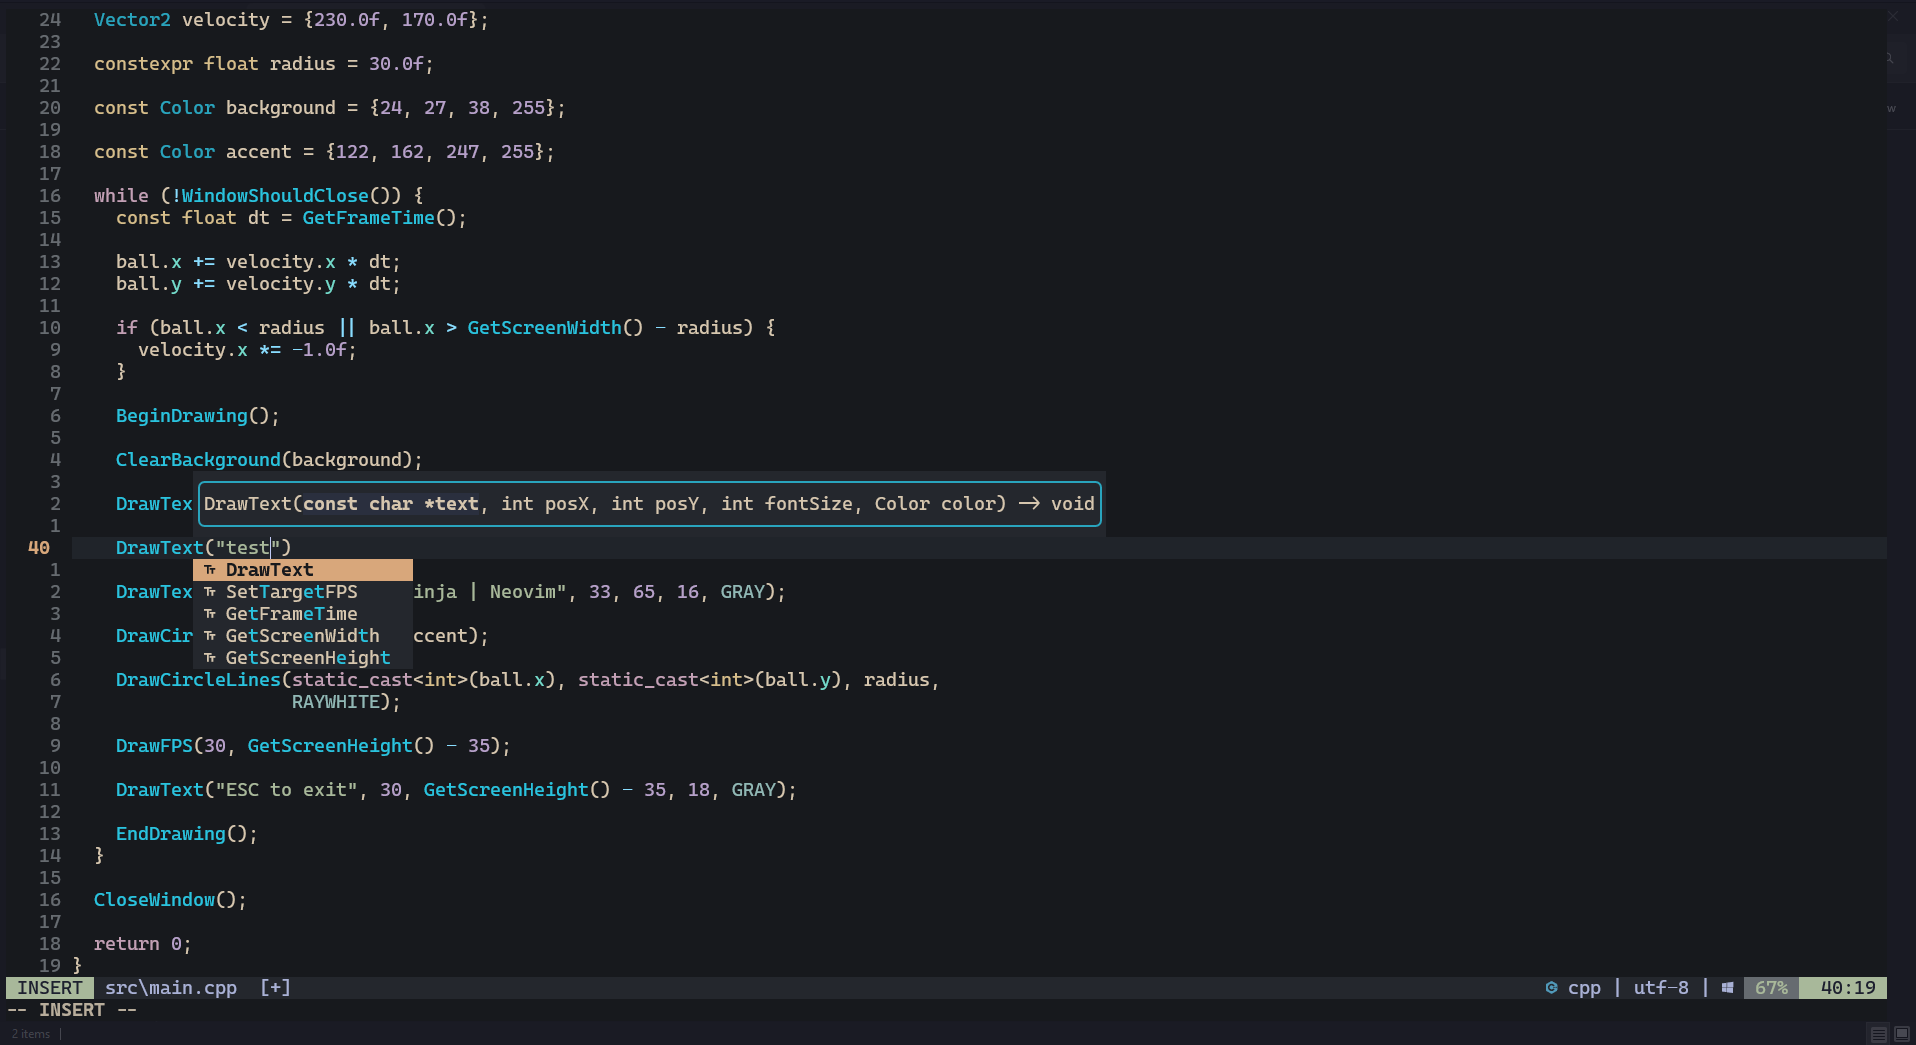 24 Vector2 velocity = {230.0f, 170.0f};
23
22 constexpr float radius = 30.0f;
21
20 const Color background = {24, 27, 38, 255};
19
18 const Color accent = {122, 162, 247, 255};
17
16 while (!WindowShouldClose()) {
15 const float dt = GetFrameTime();
14
13 ball.x += velocity.x * dt;
12 ball.y += velocity.y * dt;
11
10 if (ball.x < radius || ball.x > GetScreenWidth() - radius) {
9 velocity.x *= -1.0f;
8 }
7
6 BeginDrawing();
5
4 ClearBackground(background);
3
2 DrawTex DrawText(const char *text, int posX, int posY, int fontSize, Color color) → void
1
40 DrawText("test")
1 DrawText
2 DrawTex SetTargetFPS inja | Neovim", 33, 65, 16, GRAY);
3 GetFrameTime
4 DrawCir GetScreenWidth ccent);
5 GetScreenHeight
6 DrawCircleLines(static_cast<int>(ball.x), static_cast<int>(ball.y), radius,
7 RAYWHITE);
8
9 DrawFPS(30, GetScreenHeight() - 35);
10
11 DrawText("ESC to exit", 30, GetScreenHeight() - 35, 18, GRAY);
12
13 EndDrawing();
14 }
15
16 CloseWindow();
17
18 return 0;
19 }
INSERT src\main.cpp [+] cpp | utf-8 | 67% 40:19
-- INSERT --
2 items